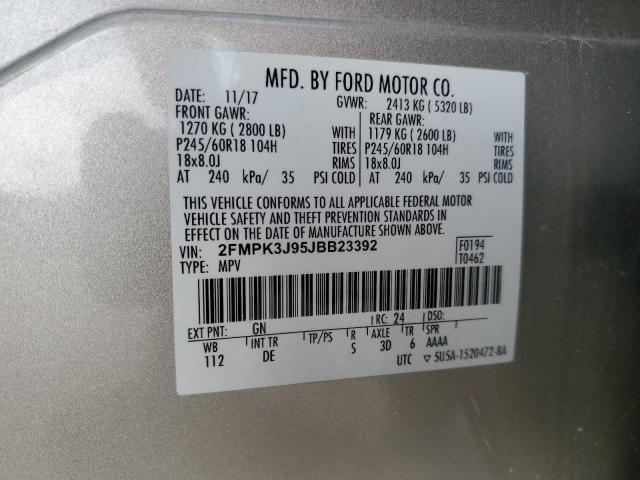 MFD. BY FORD MOTOR CO.
DATE: 11/17 GVWR: 2413 KG ( 5320 LB)
FRONT GAWR: REAR GAWR:
1270 KG ( 2800 LB) WITH 1179 KG ( 2600 LB) WITH
P245/60R18 104H TIRES P245/60R18 104H TIRES
18x8.0J RIMS 18x8.0J RIMS
AT 240 kPa/ 35 PSI COLD AT 240 kPa/ 35 PSI COLD
THIS VEHICLE CONFORMS TO ALL APPLICABLE FEDERAL MOTOR
VEHICLE SAFETY AND THEFT PREVENTION STANDARDS IN
EFFECT ON THE DATE OF MANUFACTURE SHOWN ABOVE.
VIN: 2FMPK3J95JBB23392 F0194
TYPE: MPV T0462
EXT PNT: GN RC: 24 DSO:
WB INT TR TP/PS R AXLE TR SPR
112 DE S 3D 6 AAAA
UTC ▽ 5U5A-1520472-BA